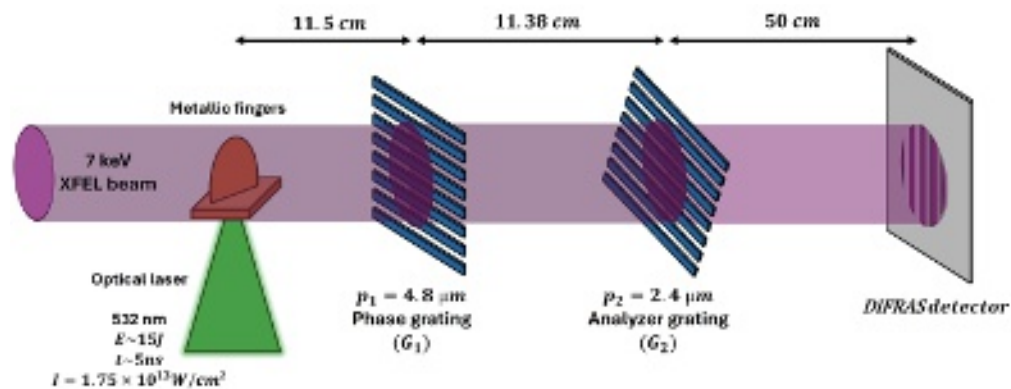 11.5 cm
11.38 cm
50 cm
Metallic fingers
7 keV
XFEL beam
Optical laser
532 nm
E~15J
t~5ns
I = 1.75 × 10¹³W/cm²
p₁ = 4.8 μm
Phase grating
(G₁)
p₂ = 2.4 μm
Analyzer grating
(G₂)
DIFRAS detector